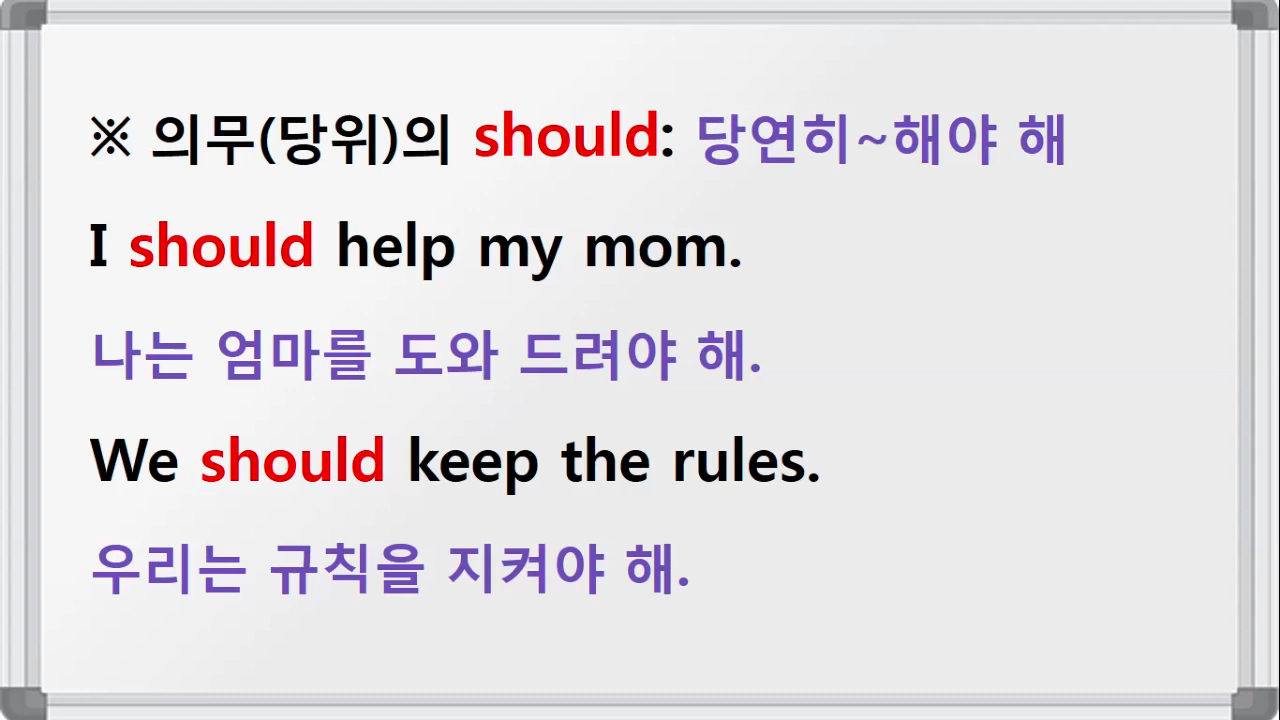 ※ 의무(당위)의 should: 당연히~해야 해
I should help my mom.
나는 엄마를 도와 드려야 해.
We should keep the rules.
우리는 규칙을 지켜야 해.